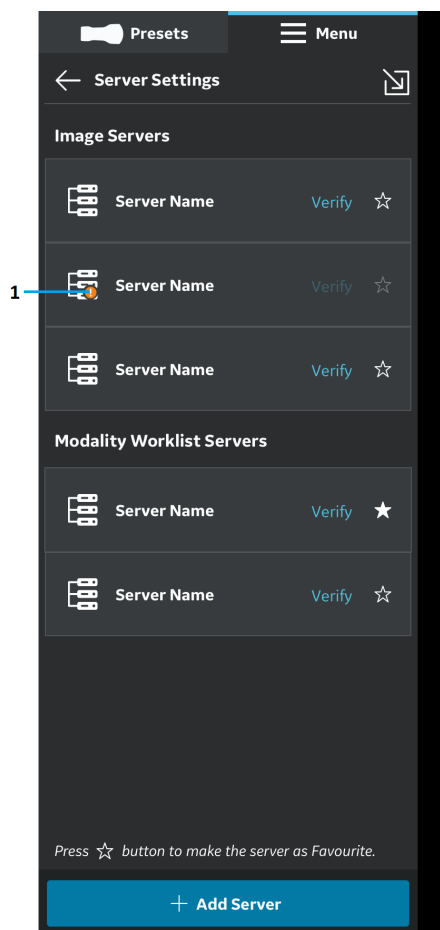 Presets Menu
Server Settings
Image Servers
Server Name Verify
1 Server Name Verify
Server Name Verify
Modality Worklist Servers
Server Name Verify
Server Name Verify
Press ☆ button to make the server as Favourite.
+ Add Server